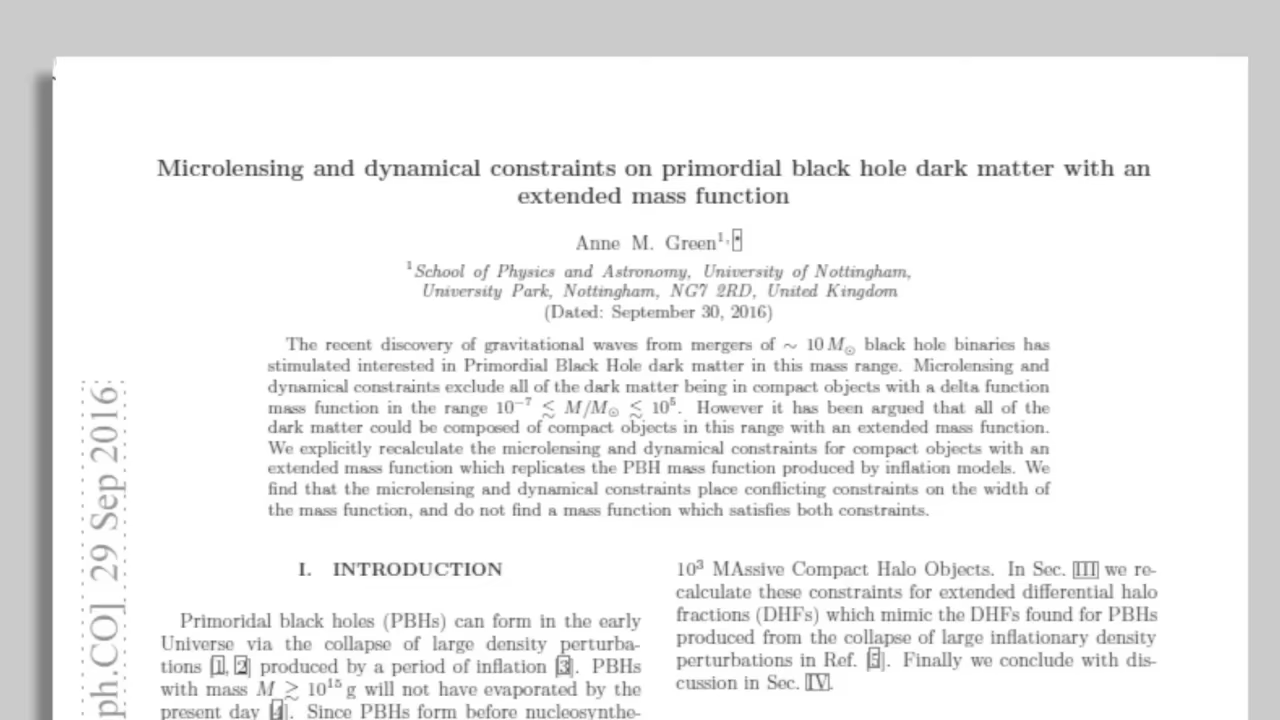 Microlensing and dynamical constraints on primordial black hole dark matter with an
extended mass function
Anne M. Green¹,*
¹School of Physics and Astronomy, University of Nottingham,
University Park, Nottingham, NG7 2RD, United Kingdom
(Dated: September 30, 2016)
The recent discovery of gravitational waves from mergers of ∼ 10 M⊙ black hole binaries has
stimulated interested in Primordial Black Hole dark matter in this mass range. Microlensing and
dynamical constraints exclude all of the dark matter being in compact objects with a delta function
mass function in the range 10⁻⁷ ≲ M/M⊙ ≲ 10⁵. However it has been argued that all of the
dark matter could be composed of compact objects in this range with an extended mass function.
We explicitly recalculate the microlensing and dynamical constraints for compact objects with an
extended mass function which replicates the PBH mass function produced by inflation models. We
find that the microlensing and dynamical constraints place conflicting constraints on the width of
the mass function, and do not find a mass function which satisfies both constraints.
ph.CO] 29 Sep 2016
I. INTRODUCTION
Primoridal black holes (PBHs) can form in the early
Universe via the collapse of large density perturba-
tions [1, 2] produced by a period of inflation [3]. PBHs
with mass M ≳ 10¹⁵ g will not have evaporated by the
present day [4]. Since PBHs form before nucleosynthe-
10³ MAssive Compact Halo Objects. In Sec. III we re-
calculate these constraints for extended differential halo
fractions (DHFs) which mimic the DHFs found for PBHs
produced from the collapse of large inflationary density
perturbations in Ref. [5]. Finally we conclude with dis-
cussion in Sec. IV.